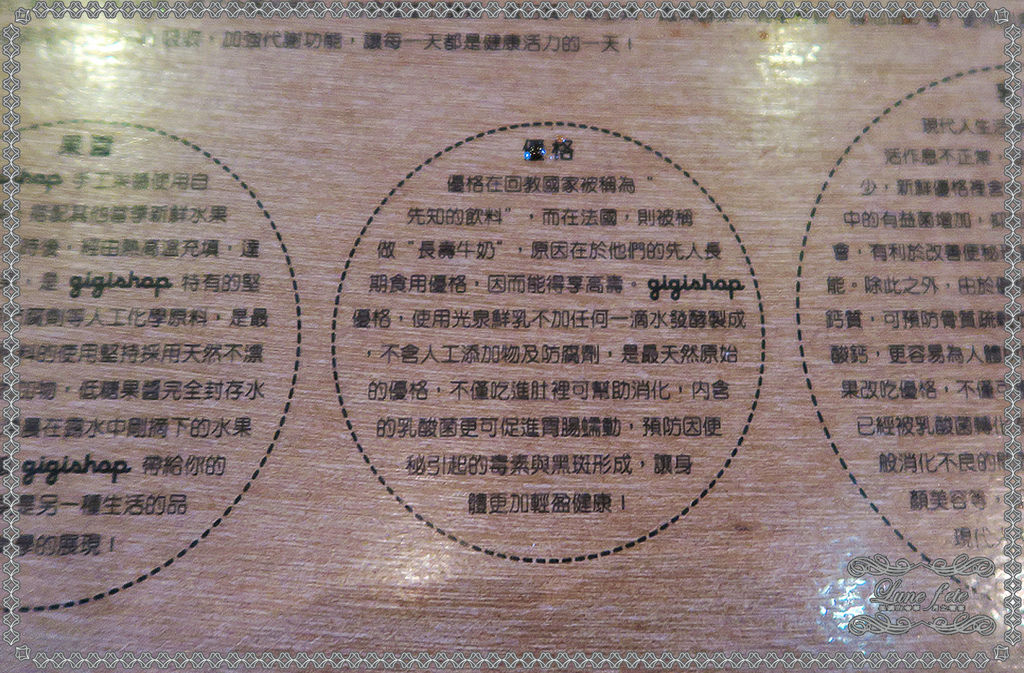 加強代謝功能，讓每一天都是健康活力的一天！
果醬
手工果醬使用自
搭配其他當季新鮮水果
時後，經由熱高溫充填，達
，是 gigishop 特有的堅
腐劑等人工化學原料，是最
的使用堅持採用天然不漂
加物，低糖果醬完全封存水
在露水中剛摘下的水果
gigishop 帶給你的
是另一種生活的品
的展現！
優格
優格在回教國家被稱為“
先知的飲料”，而在法國，則被稱
做“長壽牛奶”，原因在於他們的先人長
期食用優格，因而能得享高壽。gigishop
優格，使用光泉鮮乳不加任何一滴水發酵製成
，不含人工添加物及防腐劑，是最天然原始
的優格，不僅吃進肚裡可幫助消化，內含
的乳酸菌更可促進胃腸蠕動，預防因便
秘引起的毒素與黑斑形成，讓身
體更加輕盈健康！
現代人生活
活作息不正常，
少，新鮮優格裡含
中的有益菌增加，
會，有利於改善便秘
能。除此之外，由於
鈣質，可預防骨質疏
酸鈣，更容易為人體
果改吃優格，不僅可
已經被乳酸菌轉化
般消化不良的
顏美容等，
現代
Lune fete